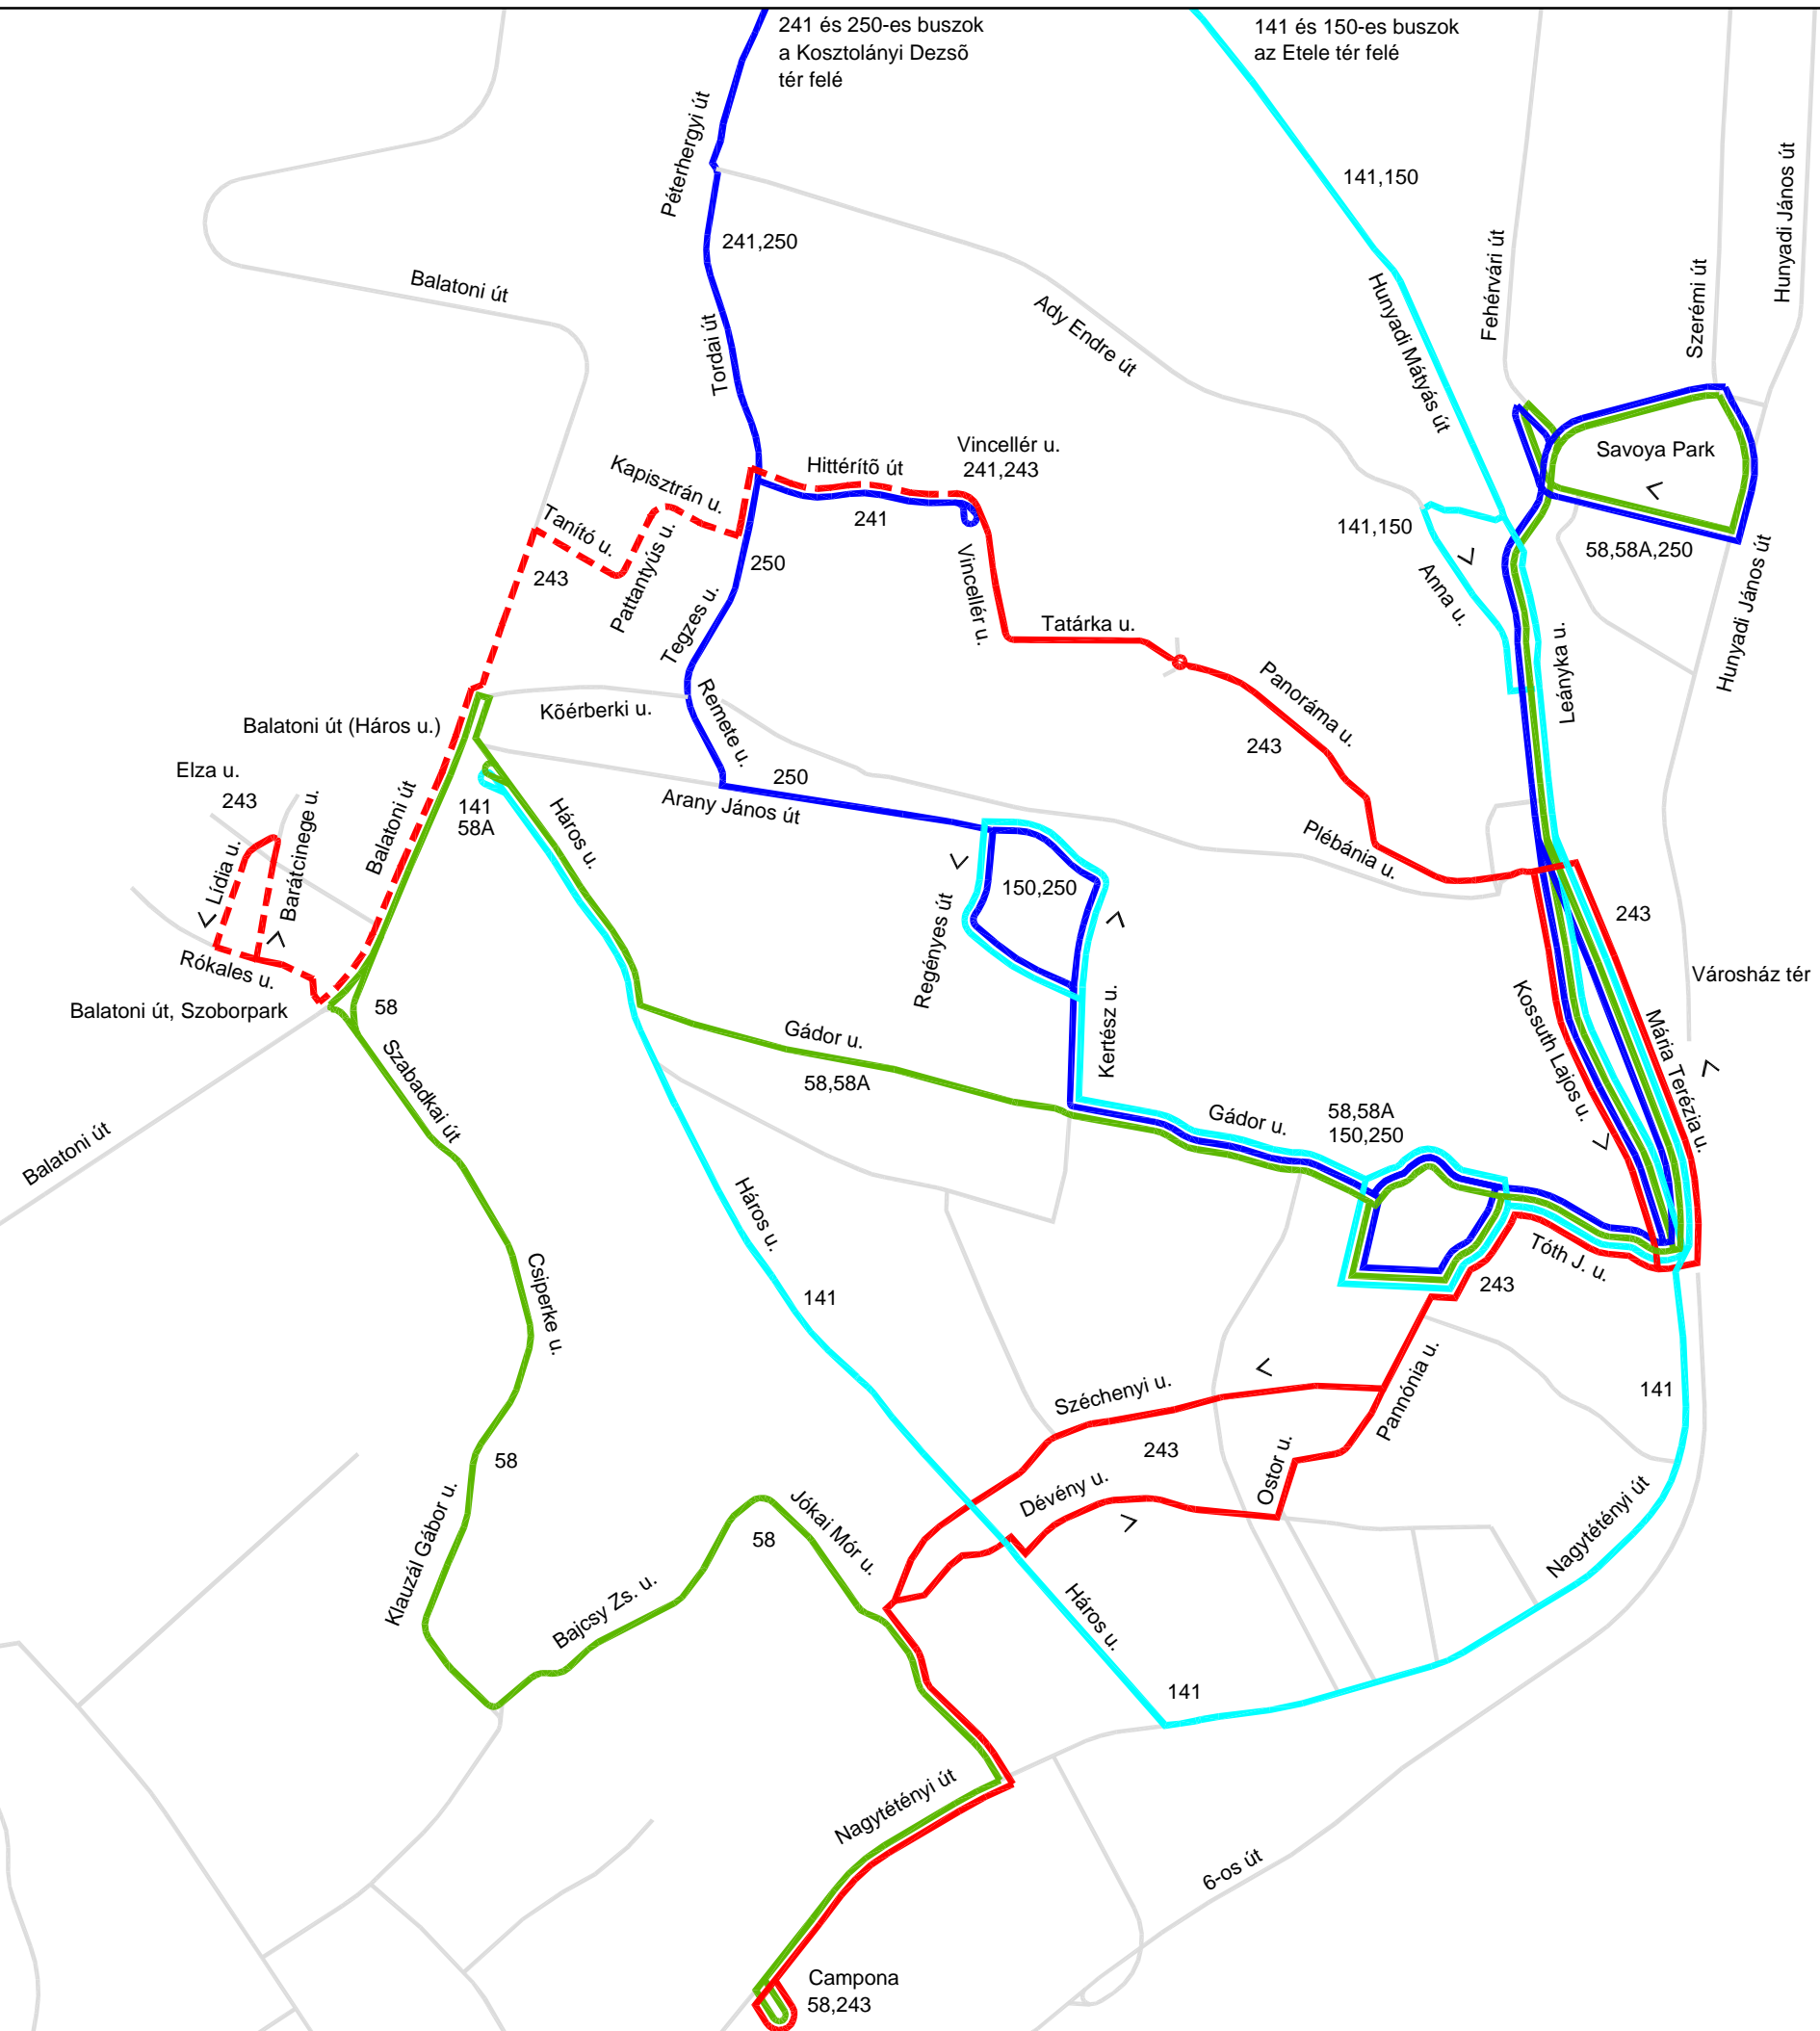 241 és 250-es buszok
a Kosztolányi Dezsõ
tér felé
141 és 150-es buszok
az Etele tér felé
Péterhergyi út
141,150
Hunyadi János út
241,250
Balatoni út
Fehérvári út
Szerémi út
Tordai út
Ady Endre út
Hunyadi Mátyás út
Vincellér u.
241,243
Hittérítõ út
Kapisztrán u.
Savoya Park
Tanító u.
241
141,150
58,58A,250
243
Pattantyús u.
250
Vincellér u.
Anna u.
Hunyadi János út
Tegzes u.
Tatárka u.
Leányka u.
Remete u.
Kõérberki u.
Panoráma u.
243
Balatoni út (Háros u.)
Elza u.
243
Balatoni út
141
58A
Háros u.
250
Arany János út
Plébánia u.
Lídia u.
Barátcinege u.
150,250
Regényes út
243
Rókales u.
Városház tér
Balatoni út, Szoborpark
58
Kossuth Lajos u.
Mária Terézia u.
Szabadkai út
Gádor u.
58,58A
Kertész u.
Gádor u.
58,58A
150,250
Balatoni út
Háros u.
Tóth J. u.
243
Csiperke u.
141
Pannónia u.
141
Széchenyi u.
243
58
Dévény u.
Ostor u.
Klauzál Gábor u.
Jókai Mór u.
58
Nagytétényi út
Bajcsy Zs. u.
Háros u.
141
Nagytétényi út
6-os út
Campona
58,243